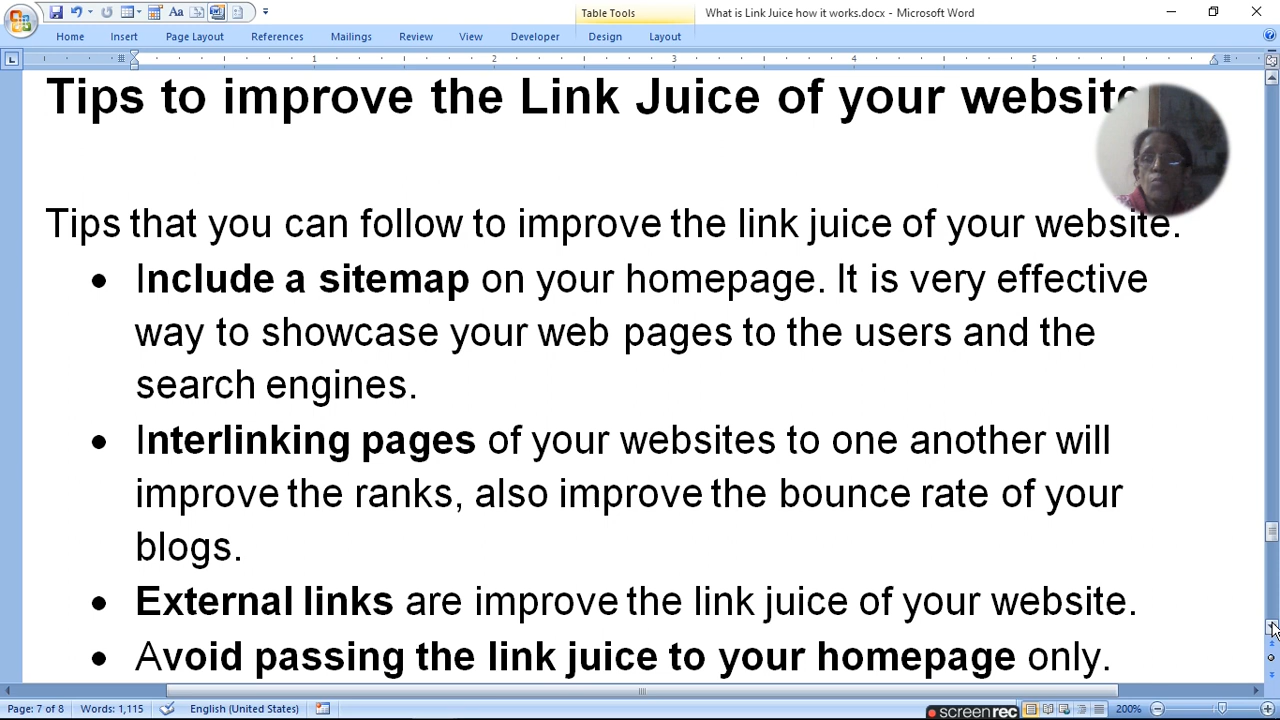 Table Tools
What is Link Juice how it works.docx - Microsoft Word
Home Insert Page Layout References Mailings Review View Developer Design Layout
1 2 3 4 5
Tips to improve the Link Juice of your website
Tips that you can follow to improve the link juice of your website.
• Include a sitemap on your homepage. It is very effective
way to showcase your web pages to the users and the
search engines.
• Interlinking pages of your websites to one another will
improve the ranks, also improve the bounce rate of your
blogs.
• External links are improve the link juice of your website.
• Avoid passing the link juice to your homepage only.
Page: 7 of 8 Words: 1,115 English (United States) screenrec 200%